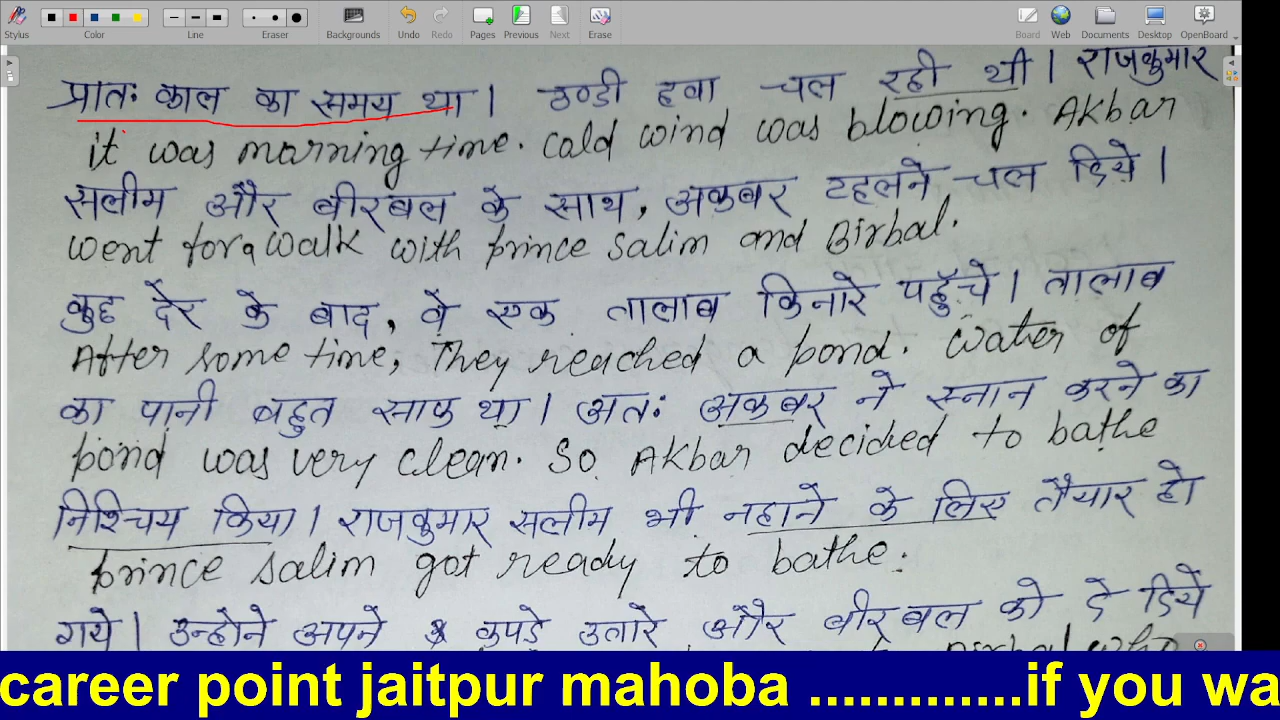 Stylus
Color
Line
Eraser
Backgrounds
Undo
Redo
Pages
Previous
Next
Erase
Board
Web
Documents
Desktop
OpenBoard
प्रातः काल का समय था। ठण्डी हवा चल रही थी। राजकुमार
it was morning time. Cold wind was blowing. Akbar
सलीम और बीरबल के साथ, अकबर टहलने चल दिये।
went for a walk with prince Salim and Birbal.
कुछ देर के बाद, वे एक तालाब किनारे पहुँचे। तालाब
After some time, They reached a pond. Water of
का पानी बहुत साफ था। अतः अकबर ने स्नान करने का
pond was very clean. So Akbar decided to bathe
निश्चिय किया। राजकुमार सलीम भी नहाने के लिए तैयार हो
prince Salim got ready to bathe.
गये। उन्होने अपने कपड़े उतारे और बीरबल को दे दिये
career point jaitpur mahoba .............if you wa